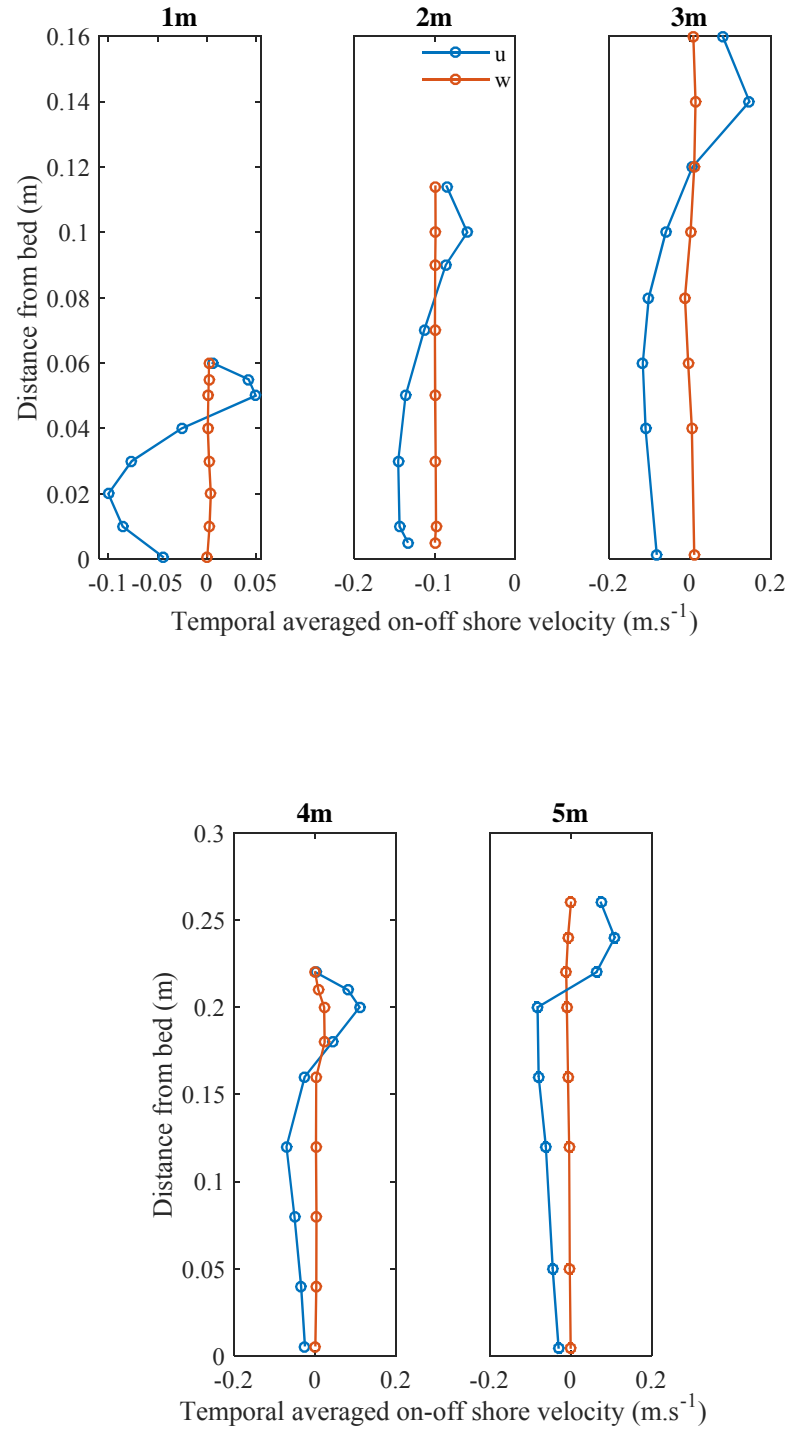 1m 2m 3m
0.16
u
w
0.14
0.12
0.1
0.08
0.06
0.04
0.02
0
Distance from bed (m)
-0.1 -0.05 0 0.05 -0.2 -0.1 0 -0.2 0 0.2
Temporal averaged on-off shore velocity (m.s-1)
4m 5m
0.3
0.25
0.2
0.15
0.1
0.05
0
Distance from bed (m)
-0.2 0 0.2 -0.2 0 0.2
Temporal averaged on-off shore velocity (m.s-1)